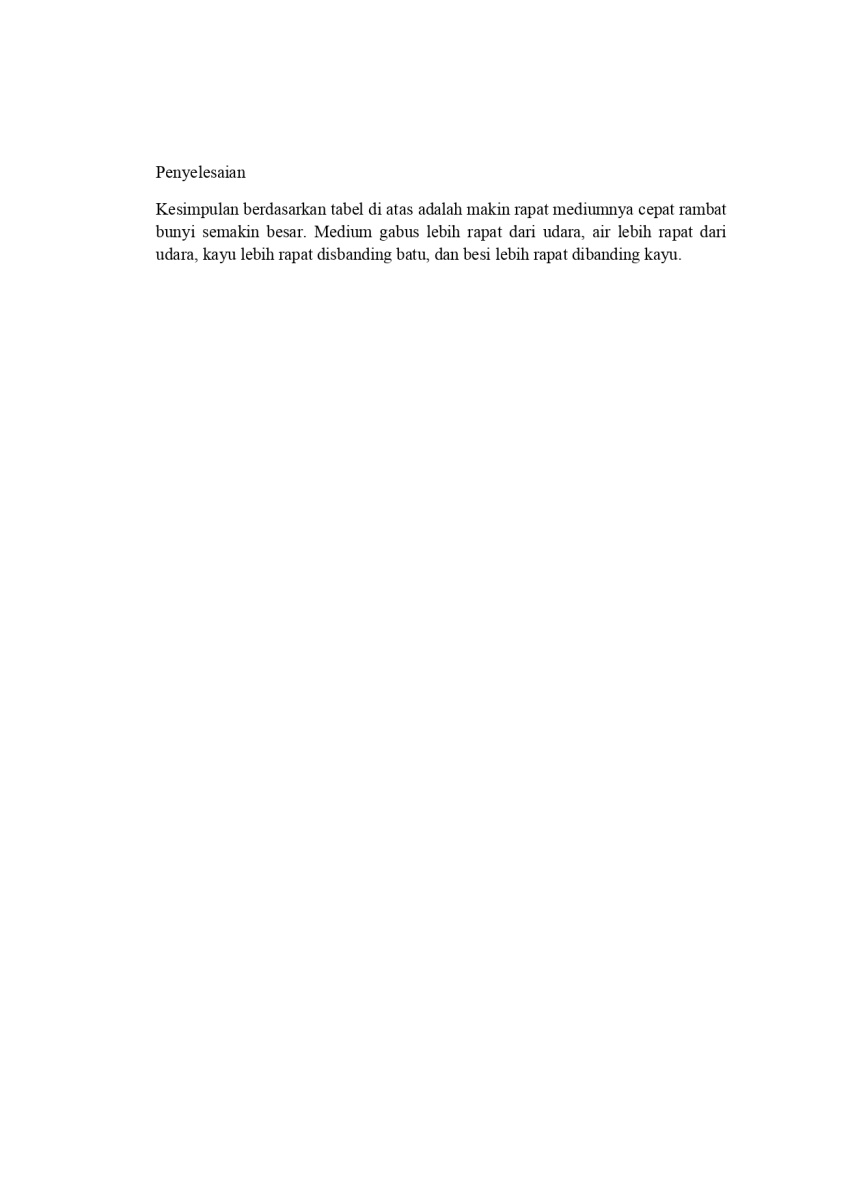 Penyelesaian
Kesimpulan berdasarkan tabel di atas adalah makin rapat mediumnya cepat rambat
bunyi semakin besar. Medium gabus lebih rapat dari udara, air lebih rapat dari
udara, kayu lebih rapat disbanding batu, dan besi lebih rapat dibanding kayu.